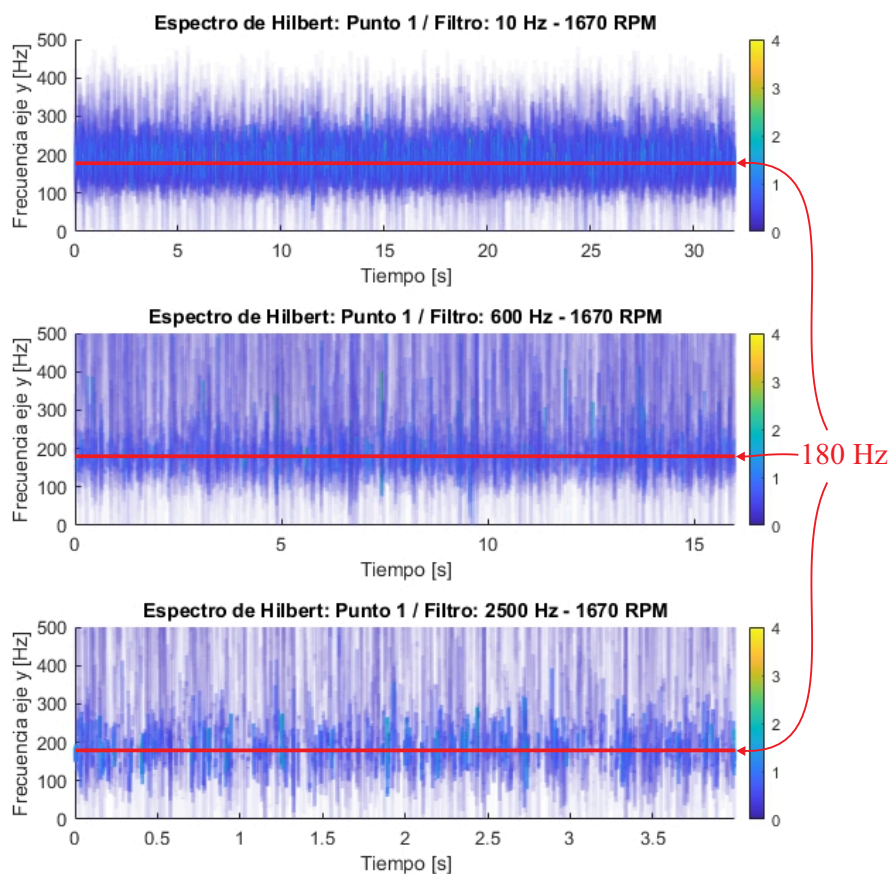 Espectro de Hilbert: Punto 1 / Filtro: 10 Hz - 1670 RPM
Frecuencia eje y [Hz]
500
400
300
200
100
0
0 5 10 15 20 25 30
Tiempo [s]
4
3
2
1
0
Espectro de Hilbert: Punto 1 / Filtro: 600 Hz - 1670 RPM
Frecuencia eje y [Hz]
500
400
300
200
100
0
0 5 10 15
Tiempo [s]
4
3
2
1
0
180 Hz
Espectro de Hilbert: Punto 1 / Filtro: 2500 Hz - 1670 RPM
Frecuencia eje y [Hz]
500
400
300
200
100
0
0 0.5 1 1.5 2 2.5 3 3.5
Tiempo [s]
4
3
2
1
0